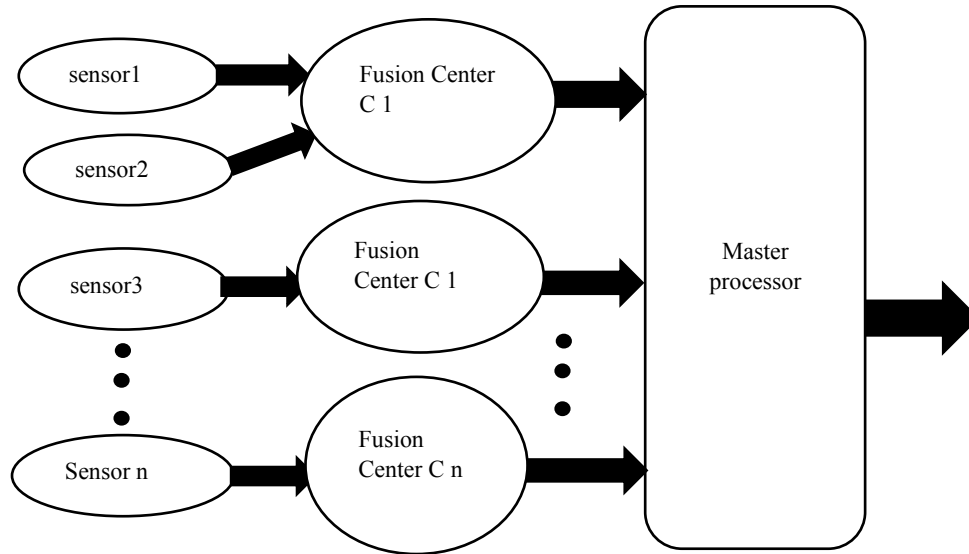 sensor1
Fusion Center
C 1
sensor2
sensor3
Fusion
Center C 1
Master
processor
Sensor n
Fusion
Center C n